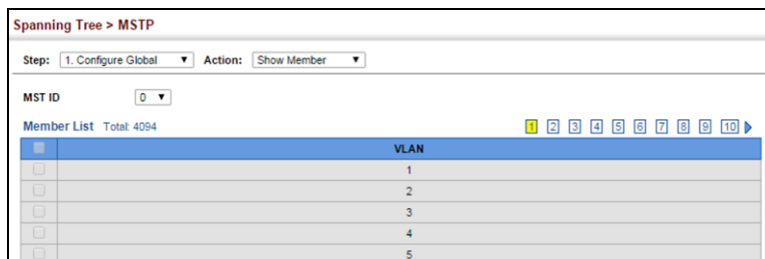 Spanning Tree > MSTP
Step: 1. Configure Global Action: Show Member
MST ID 0
Member List Total: 4094 1 2 3 4 5 6 7 8 9 10
VLAN
1
2
3
4
5